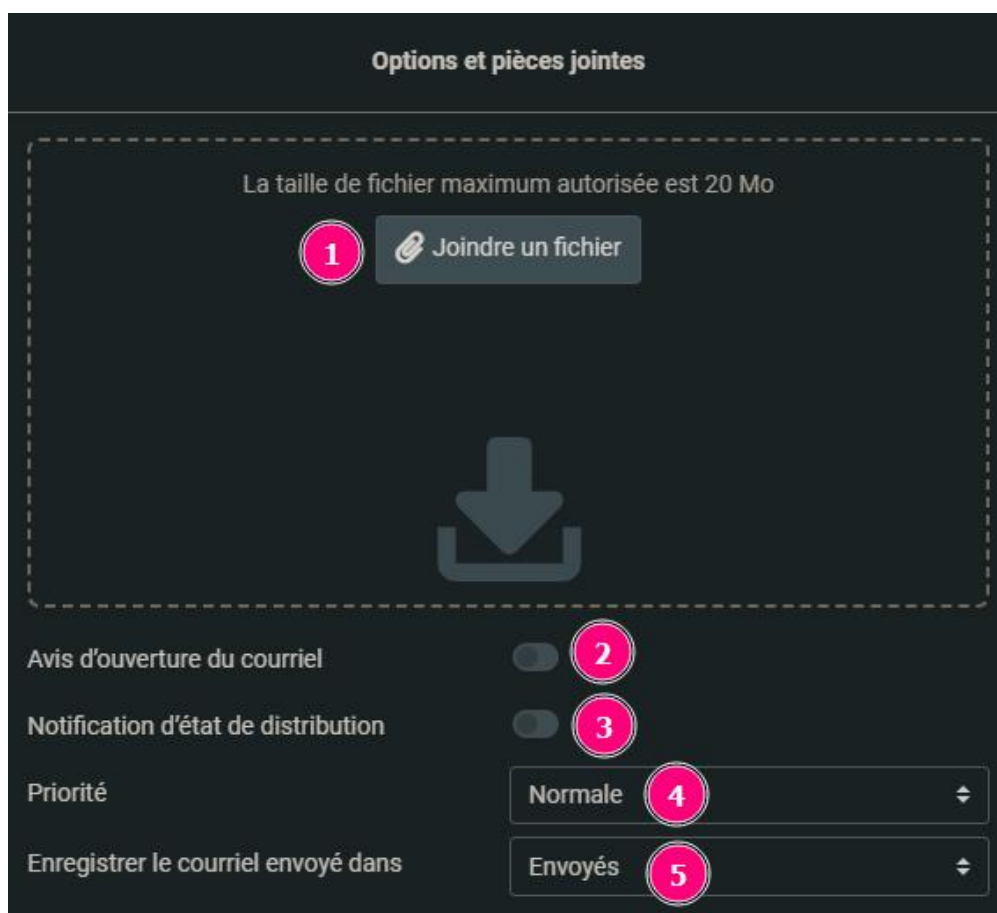 Options et pièces jointes
La taille de fichier maximum autorisée est 20 Mo
1 Joindre un fichier
Avis d’ouverture du courriel 2
Notification d’état de distribution 3
Priorité Normale 4
Enregistrer le courriel envoyé dans Envoyés 5